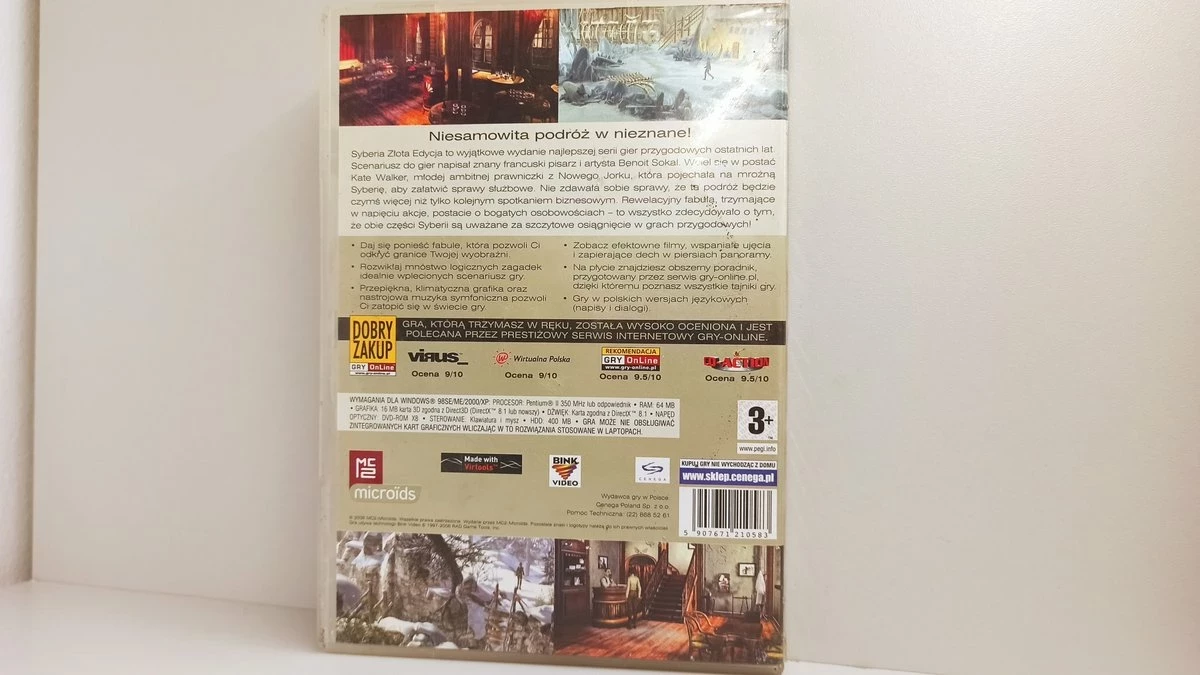 Niesamowita podróż w nieznane!
Syberia Złota Edycja to wyjątkowe wydanie najlepszej serii gier przygodowych ostatnich lat.
Scenariusz do gier napisał znany francuski pisarz i artysta Benoit Sokal. Wciel się w postać
Kate Walker, młodej ambitnej prawniczki z Nowego Jorku, która pojechała na mroźną
Syberię, aby załatwić sprawy służbowe. Nie zdawała sobie sprawy, że ta podróż będzie
czymś więcej niż tylko kolejnym spotkaniem biznesowym. Rewelacyjny fabuła, trzymające
w napięciu akcje, postacie o bogatych osobowościach – to wszystko zdecydowało o tym,
że obie części Syberii są uważane za szczytowe osiągnięcie w grach przygodowych!
• Daj się ponieść fabule, która pozwoli Ci
odkryć granice Twojej wyobraźni.
• Rozwikłaj mnóstwo logicznych zagadek
idealnie wplecionych scenariusz gry.
• Przepiękna, klimatyczna grafika oraz
nastrojowa muzyka symfoniczna pozwoli
Ci zatopić się w świecie gry.
• Zobacz efektowne filmy, wspaniałe ujęcia
i zapierające dech w piersiach panoramy.
• Na płycie znajdziesz obszerny poradnik,
przygotowany przez serwis gry-online.pl,
dzięki któremu poznasz wszystkie tajniki gry.
• Gry w polskich wersjach językowych
(napisy i dialogi).
DOBRY
ZAKUP
GRY OnLine
www.gry-online.pl
GRA, KTÓRĄ TRZYMASZ W RĘKU, ZOSTAŁA WYSOKO OCENIONA I JEST
POLECANA PRZEZ PRESTIŻOWY SERWIS INTERNETOWY GRY-ONLINE.
VIRUS
Ocena 9/10
Wirtualna Polska
Ocena 9/10
REKOMENDACJA
GRY OnLine
www.gry-online.pl
Ocena 9.5/10
Ocena 9.5/10
WYMAGANIA DLA WINDOWS® 98SE/ME/2000/XP: PROCESOR: Pentium® II 350 MHz lub odpowiednik • RAM: 64 MB
• GRAFIKA: 16 MB karta 3D zgodna z Direct3D (DirectX™ 8.1 lub nowszy) • DŹWIĘK: Karta zgodna z DirectX™ 8.1 • NAPĘD
OPTYCZNY DVD-ROM X8 • STEROWANIE: Klawiatura i mysz • HDD: 400 MB • GRA MOŻE NIE OBSŁUGIWAĆ
ZINTEGROWANYCH KART GRAFICZNYCH WLICZAJĄC W TO ROZWIĄZANIA STOSOWANE W LAPTOPACH.
3+
www.pegi.info
MC2
microïds
Made with
Virtools™
BINK
VIDEO
CENEGA
KUPUJ GRY NIE WYCHODZĄC Z DOMU
www.sklep.cenega.pl
Wydawca gry w Polsce:
Cenega Poland Sp. z o.o.
Pomoc Techniczna: (22) 868 52 61
5 907671 210583